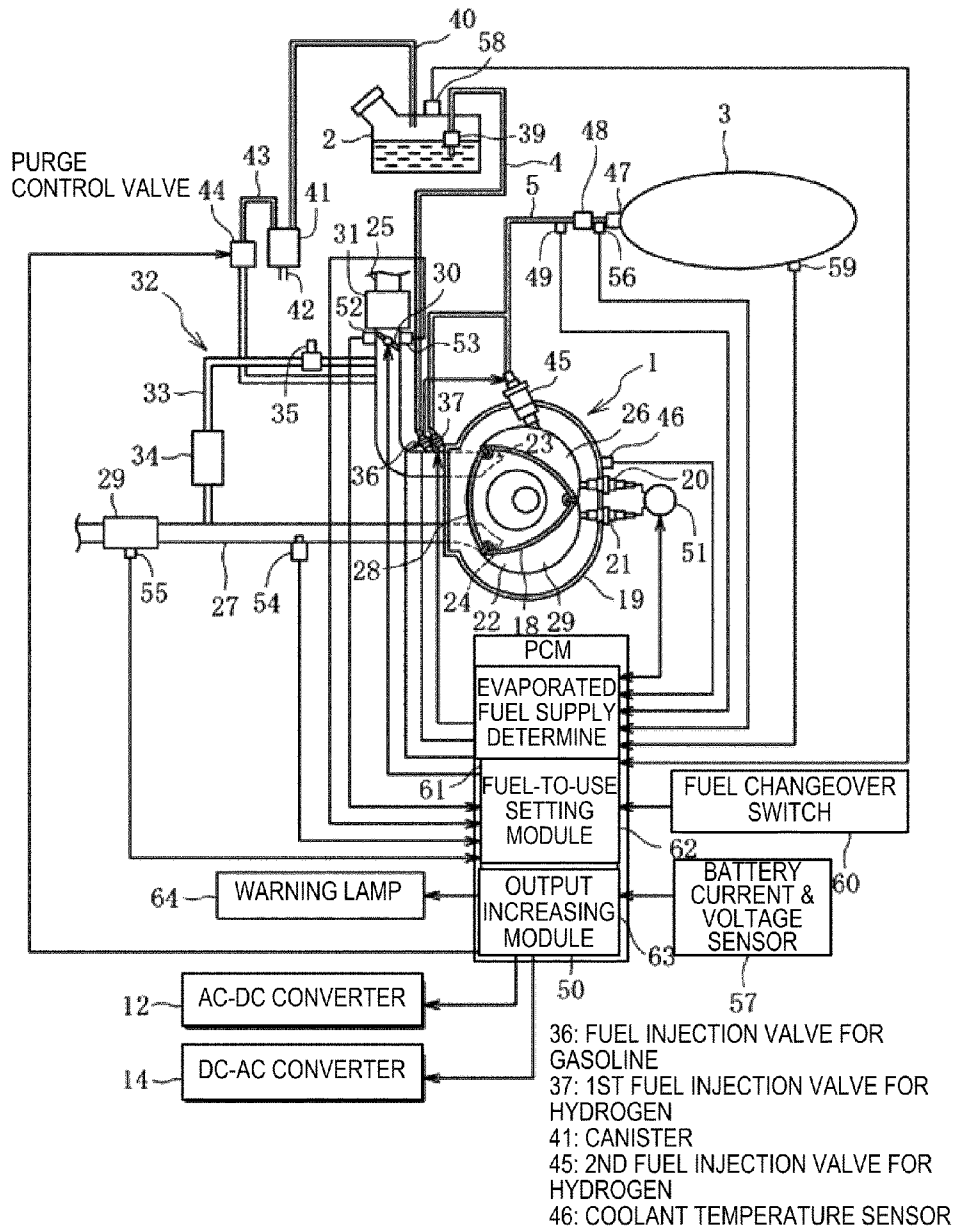 40
58
2
39
3
4
48
47
5
PURGE
CONTROL VALVE
43
44
41
31
25
30
49
56
59
42
32
52
53
35
33
45
1
37
26
46
36
23
34
20
29
51
55
27
54
28
24
22
18
29
21
19
PCM
EVAPORATED
FUEL SUPPLY
DETERMINE
61
FUEL-TO-USE
SETTING
MODULE
FUEL CHANGEOVER
SWITCH
62
60
64
WARNING LAMP
OUTPUT
INCREASING
MODULE
BATTERY
CURRENT &
VOLTAGE
SENSOR
63
50
57
12
AC-DC CONVERTER
14
DC-AC CONVERTER
36: FUEL INJECTION VALVE FOR
GASOLINE
37: 1ST FUEL INJECTION VALVE FOR
HYDROGEN
41: CANISTER
45: 2ND FUEL INJECTION VALVE FOR
HYDROGEN
46: COOLANT TEMPERATURE SENSOR